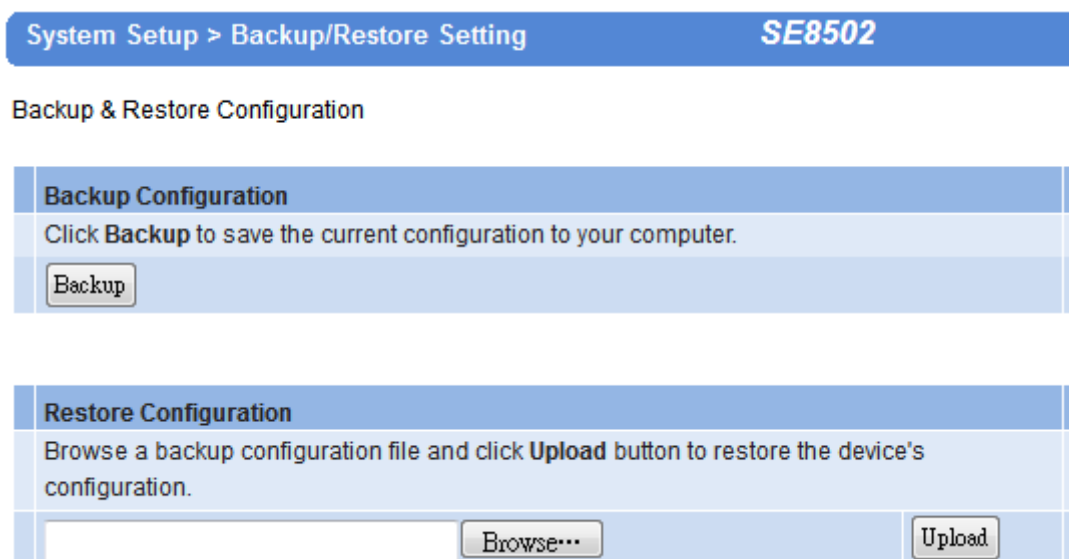 System Setup > Backup/Restore Setting SE8502
Backup & Restore Configuration
Backup Configuration
Click Backup to save the current configuration to your computer.
Backup
Restore Configuration
Browse a backup configuration file and click Upload button to restore the device's
configuration.
Browse··· Upload